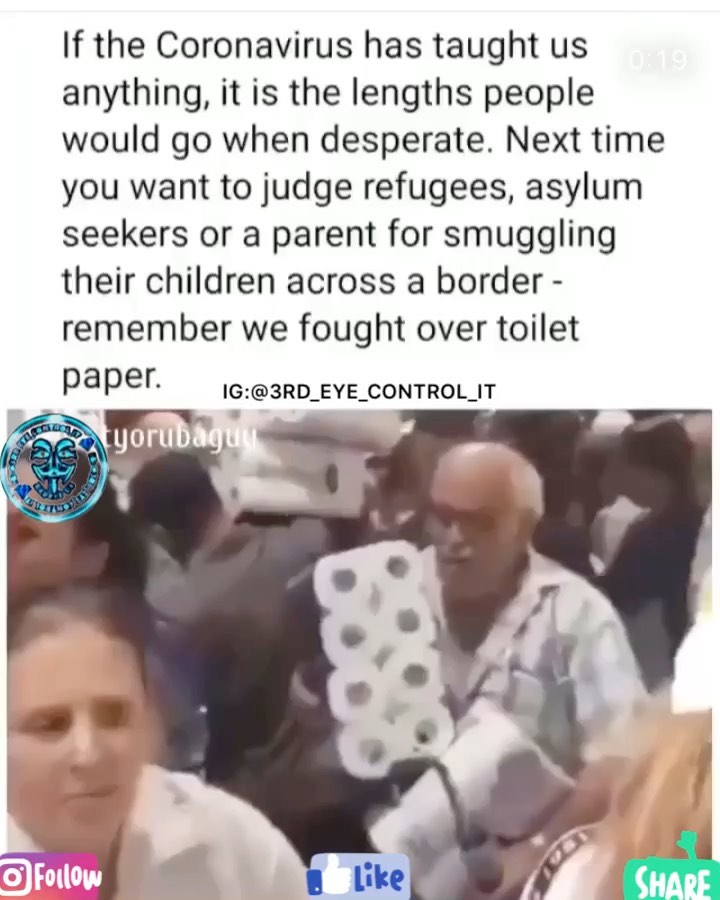 If the Coronavirus has taught us
0:19
anything, it is the lengths people
would go when desperate. Next time
you want to judge refugees, asylum
seekers or a parent for smuggling
their children across a border -
remember we fought over toilet
paper.
IG:@3RD_EYE_CONTROL_IT
tyorubaguy
Follow
Like
SHARE